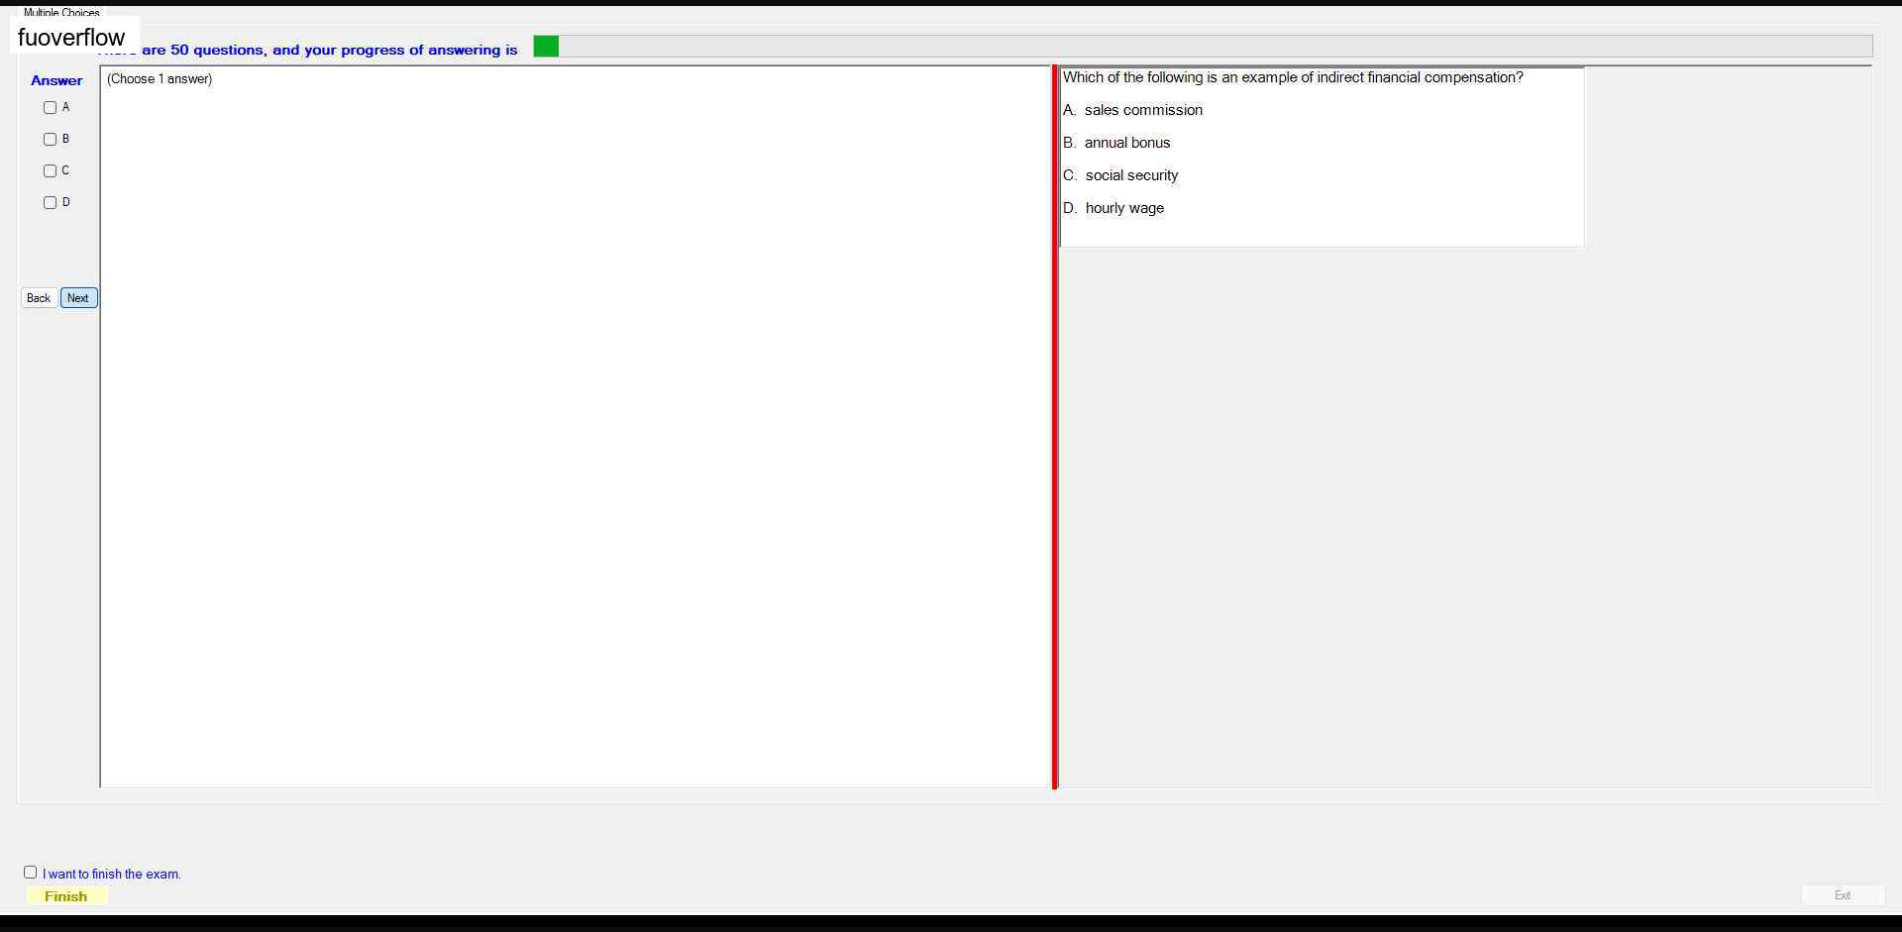 Multiple Choices
fuoverflow
are 50 questions, and your progress of answering is
Answer
(Choose 1 answer)
A
B
C
D
Back
Next
Which of the following is an example of indirect financial compensation?
A. sales commission
B. annual bonus
C. social security
D. hourly wage
I want to finish the exam.
Finish
Exit